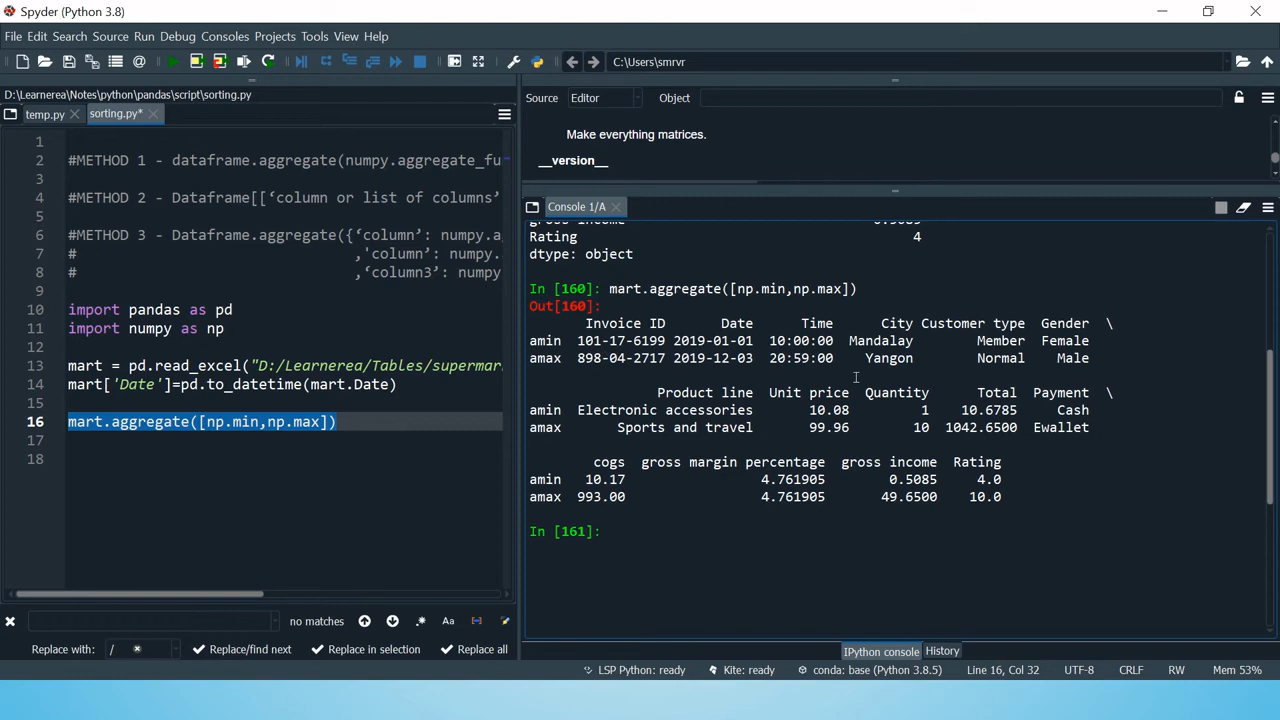 Spyder (Python 3.8)
File Edit Search Source Run Debug Consoles Projects Tools View Help
C:\Users\smrvr
D:\Learnerea\Notes\python\pandas\script\sorting.py
temp.py
sorting.py*
1
2 #METHOD 1 - dataframe.aggregate(numpy.aggregate_fu
3
4 #METHOD 2 - Dataframe[[‘column or list of columns’
5
6 #METHOD 3 - Dataframe.aggregate({‘column’: numpy.a
7 # ,'column’: numpy.
8 # ,‘column3’: numpy
9
10 import pandas as pd
11 import numpy as np
12
13 mart = pd.read_excel("D:/Learnerea/Tables/supermar
14 mart['Date']=pd.to_datetime(mart.Date)
15
16 mart.aggregate([np.min,np.max])
17
18
no matches
Aa
Replace with: /
Replace/find next
Replace in selection
Replace all
Source Editor Object
Make everything matrices.
__version__
Console 1/A
Rating 4
dtype: object
In [160]: mart.aggregate([np.min,np.max])
Out[160]:
Invoice ID Date Time City Customer type Gender \
amin 101-17-6199 2019-01-01 10:00:00 Mandalay Member Female
amax 898-04-2717 2019-12-03 20:59:00 Yangon Normal Male
Product line Unit price Quantity Total Payment \
amin Electronic accessories 10.08 1 10.6785 Cash
amax Sports and travel 99.96 10 1042.6500 Ewallet
cogs gross margin percentage gross income Rating
amin 10.17 4.761905 0.5085 4.0
amax 993.00 4.761905 49.6500 10.0
In [161]:
IPython console History
LSP Python: ready Kite: ready conda: base (Python 3.8.5) Line 16, Col 32 UTF-8 CRLF RW Mem 53%